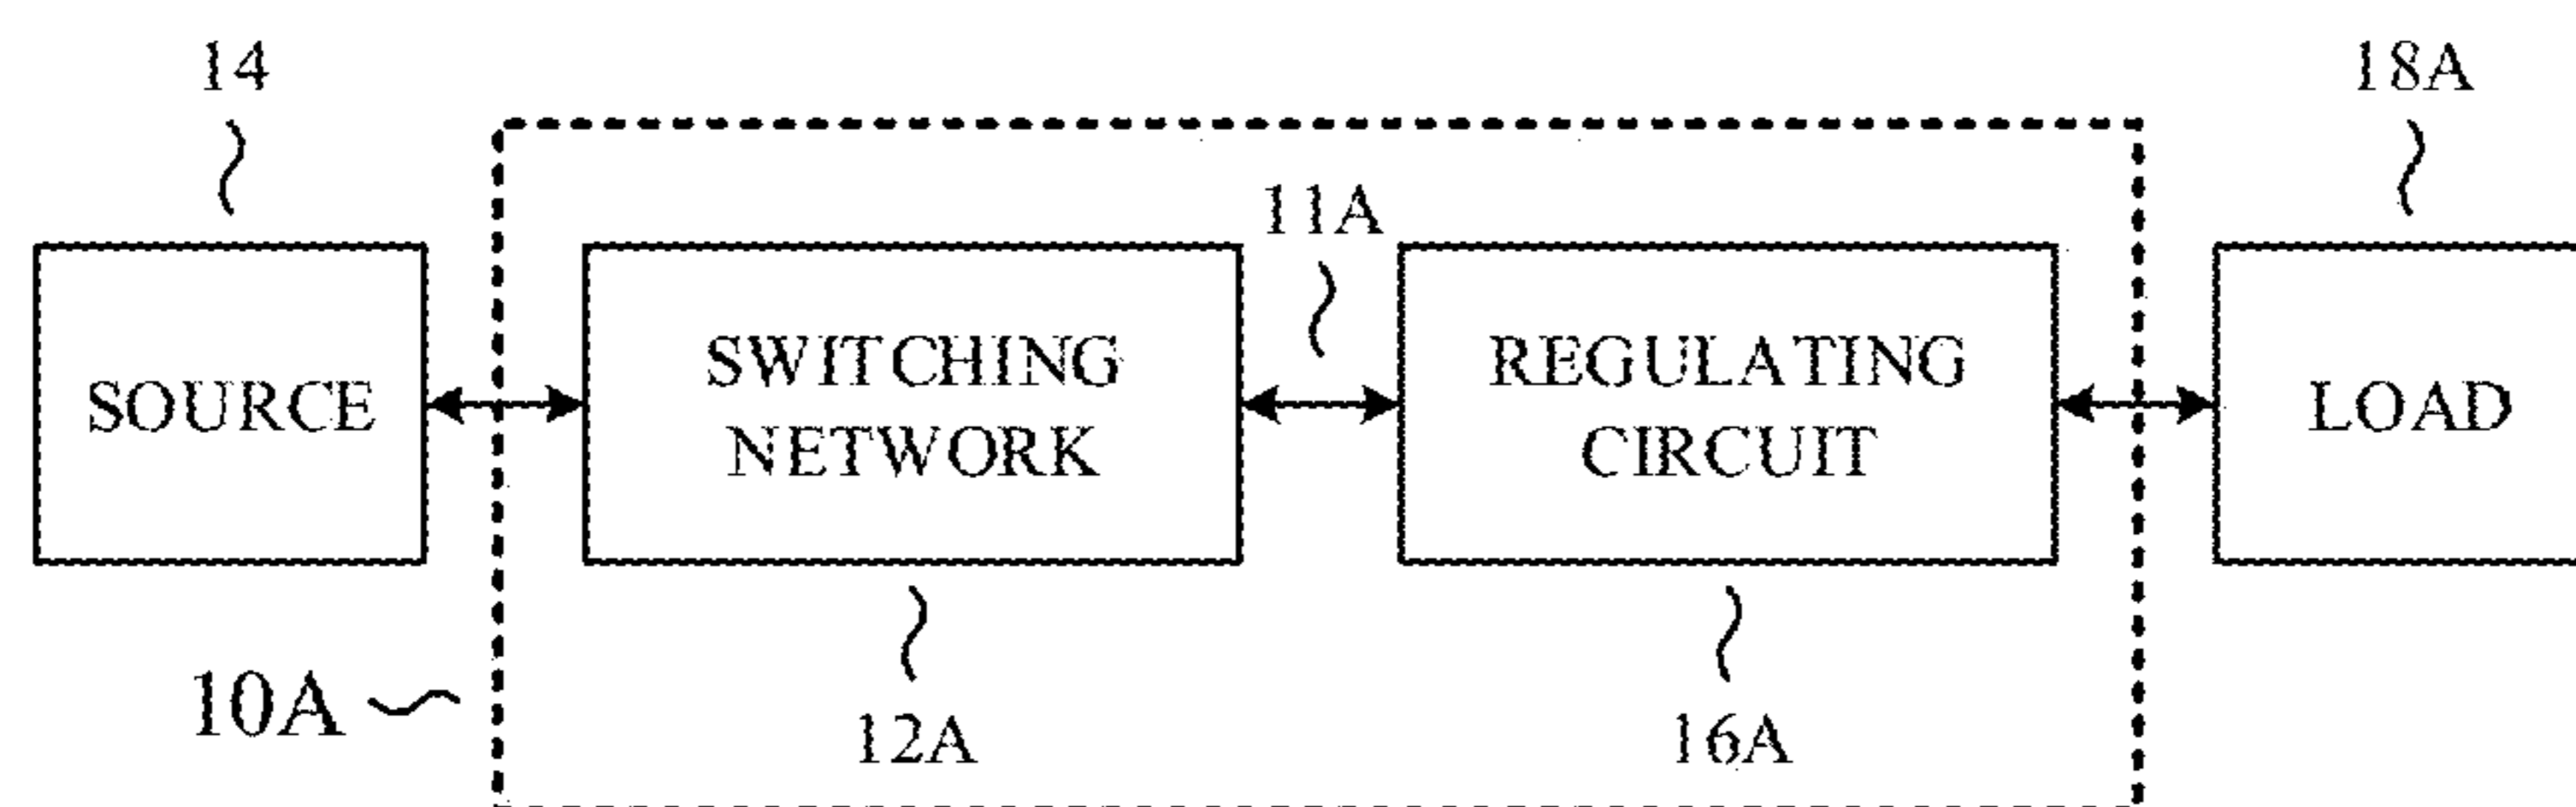 14
18A
11A
SOURCE
SWITCHING
NETWORK
REGULATING
CIRCUIT
LOAD
10A
12A
16A